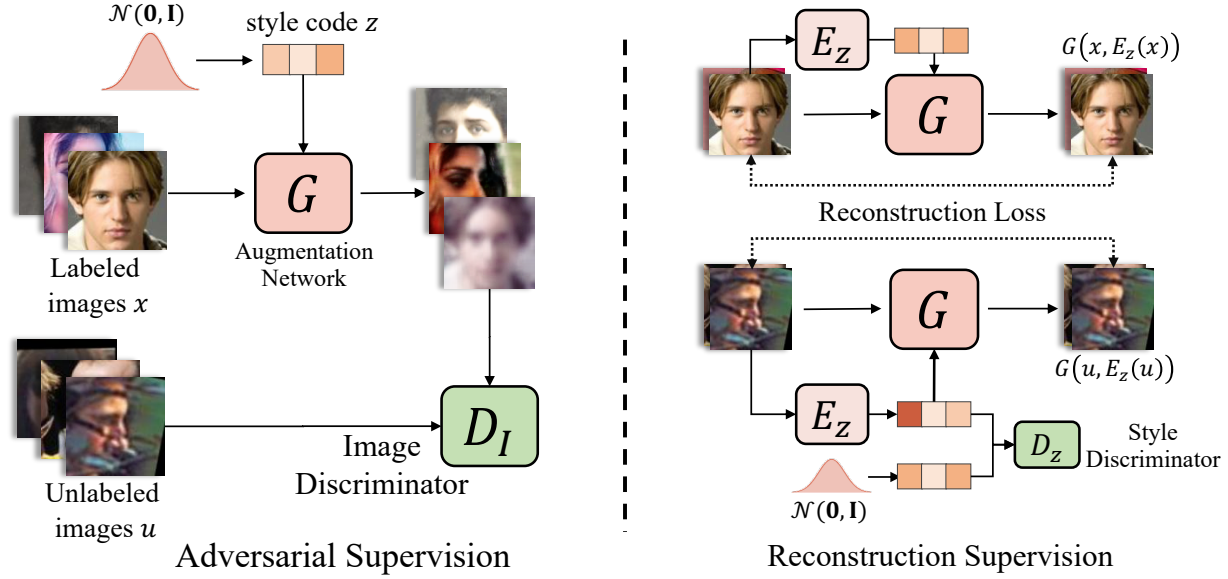 𝒩(𝟎, 𝐈)
style code z
Labeled
images x
G
Augmentation
Network
Unlabeled
images u
Image
Discriminator
D_I
Adversarial Supervision
E_z
G(x, E_z(x))
G
Reconstruction Loss
G
G(u, E_z(u))
E_z
D_z
Style
Discriminator
𝒩(𝟎, 𝐈)
Reconstruction Supervision